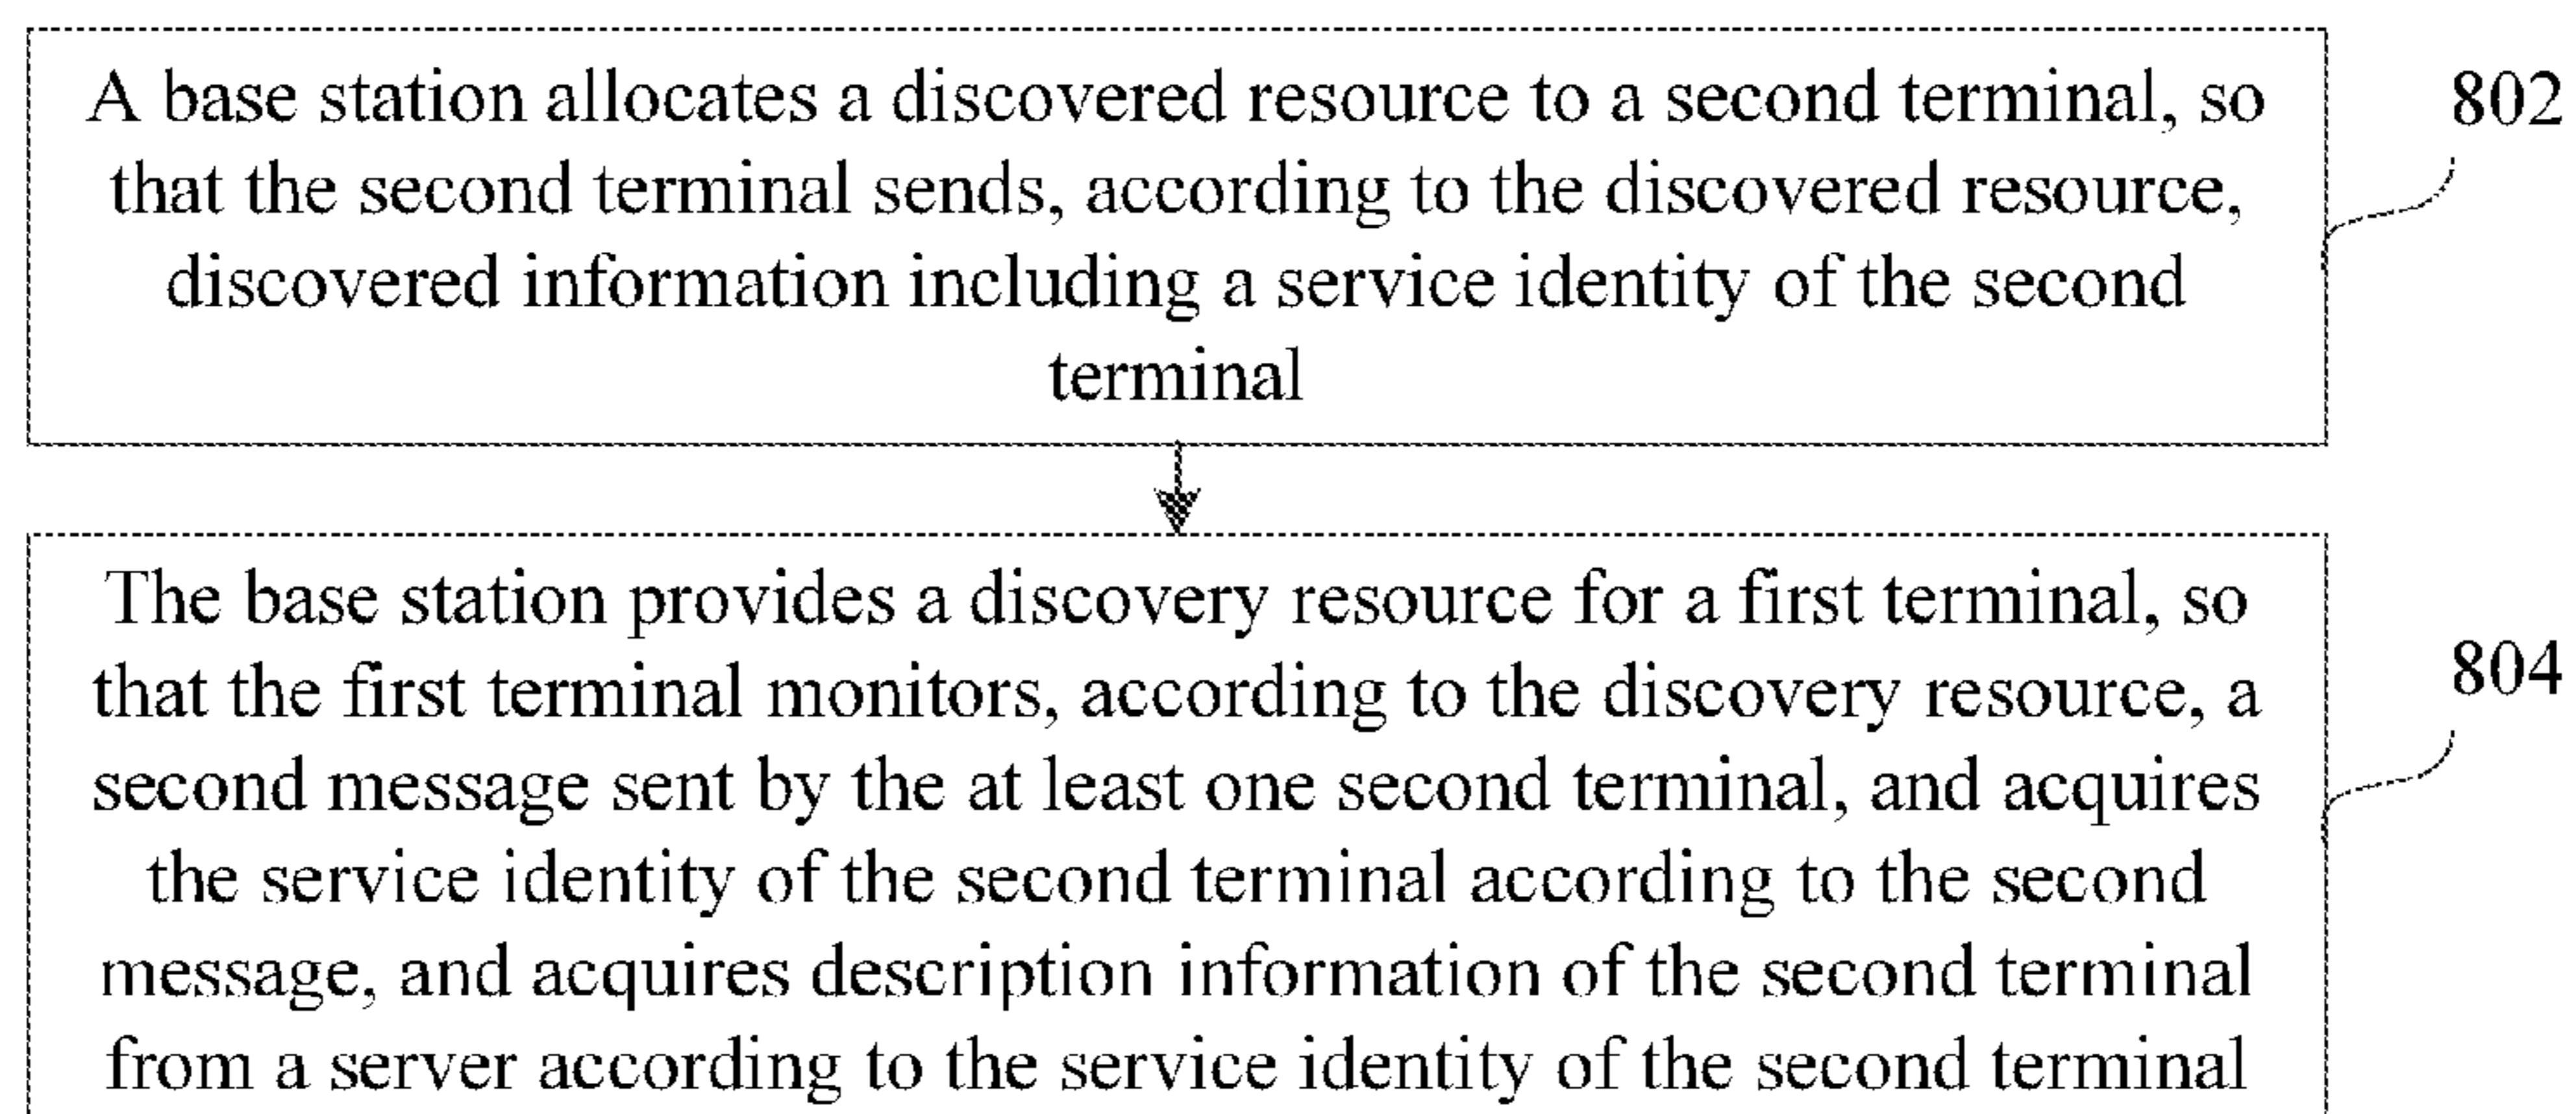 A base station allocates a discovered resource to a second terminal, so
that the second terminal sends, according to the discovered resource,
discovered information including a service identity of the second
terminal
802
The base station provides a discovery resource for a first terminal, so
that the first terminal monitors, according to the discovery resource, a
second message sent by the at least one second terminal, and acquires
the service identity of the second terminal according to the second
message, and acquires description information of the second terminal
from a server according to the service identity of the second terminal
804